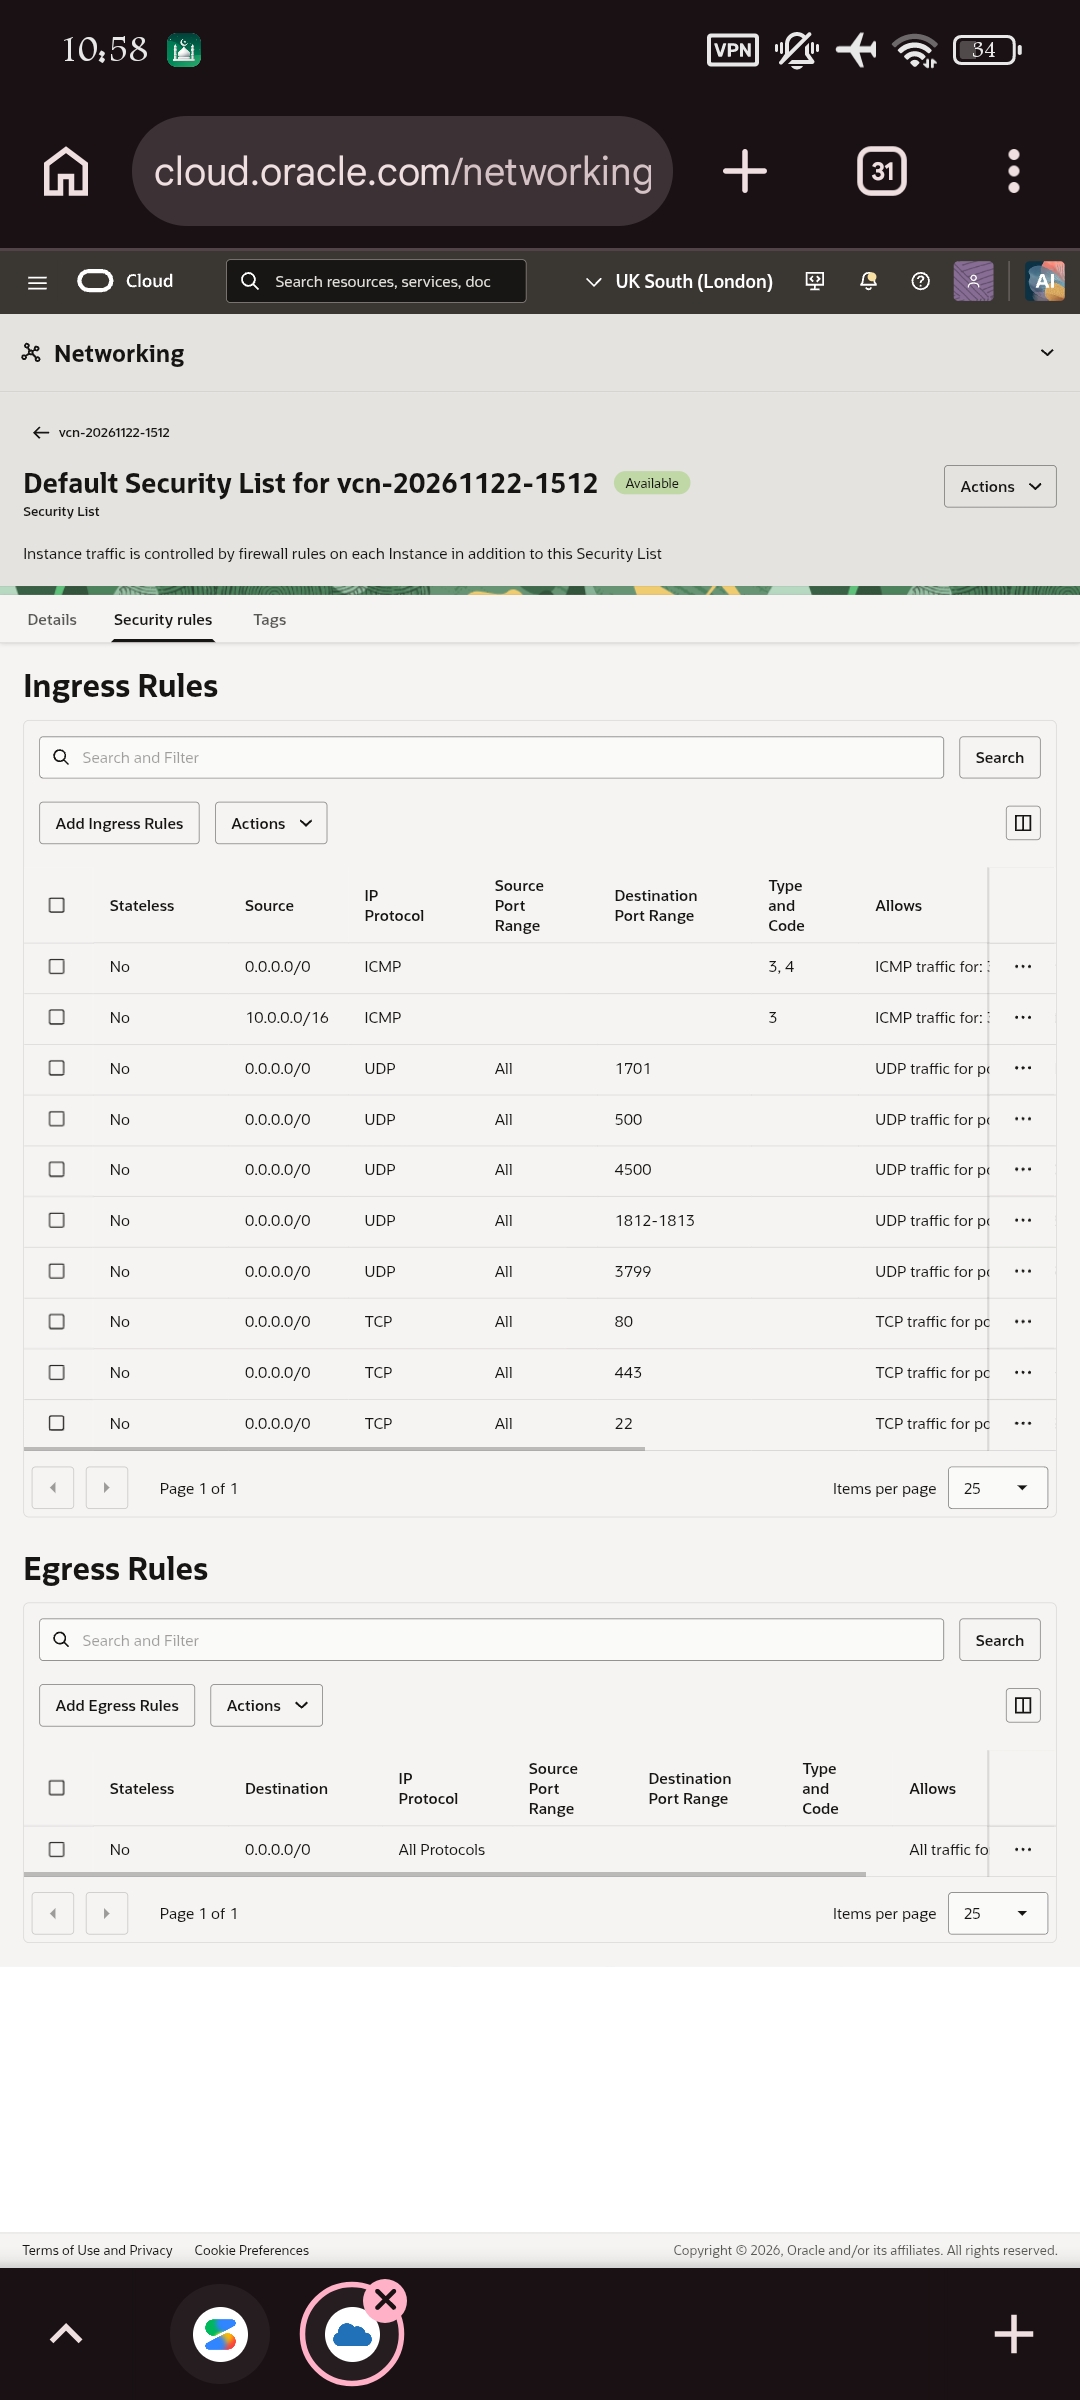 10:58
VPN
34
cloud.oracle.com/networking
31
Cloud
Search resources, services, doc
UK South (London)
AI
Networking
vcn-20261122-1512
Default Security List for vcn-20261122-1512
Available
Actions
Security List
Instance traffic is controlled by firewall rules on each Instance in addition to this Security List
Details Security rules Tags
Ingress Rules
Search and Filter
Search
Add Ingress Rules
Actions
Stateless Source IP Protocol Source Port Range Destination Port Range Type and Code Allows
No 0.0.0.0/0 ICMP 3, 4 ICMP traffic for:
No 10.0.0.0/16 ICMP 3 ICMP traffic for:
No 0.0.0.0/0 UDP All 1701 UDP traffic for po
No 0.0.0.0/0 UDP All 500 UDP traffic for po
No 0.0.0.0/0 UDP All 4500 UDP traffic for po
No 0.0.0.0/0 UDP All 1812-1813 UDP traffic for po
No 0.0.0.0/0 UDP All 3799 UDP traffic for po
No 0.0.0.0/0 TCP All 80 TCP traffic for po
No 0.0.0.0/0 TCP All 443 TCP traffic for po
No 0.0.0.0/0 TCP All 22 TCP traffic for po
Page 1 of 1
Items per page 25
Egress Rules
Search and Filter
Search
Add Egress Rules
Actions
Stateless Destination IP Protocol Source Port Range Destination Port Range Type and Code Allows
No 0.0.0.0/0 All Protocols All traffic fo
Page 1 of 1
Items per page 25
Terms of Use and Privacy Cookie Preferences
Copyright © 2026, Oracle and/or its affiliates. All rights reserved.